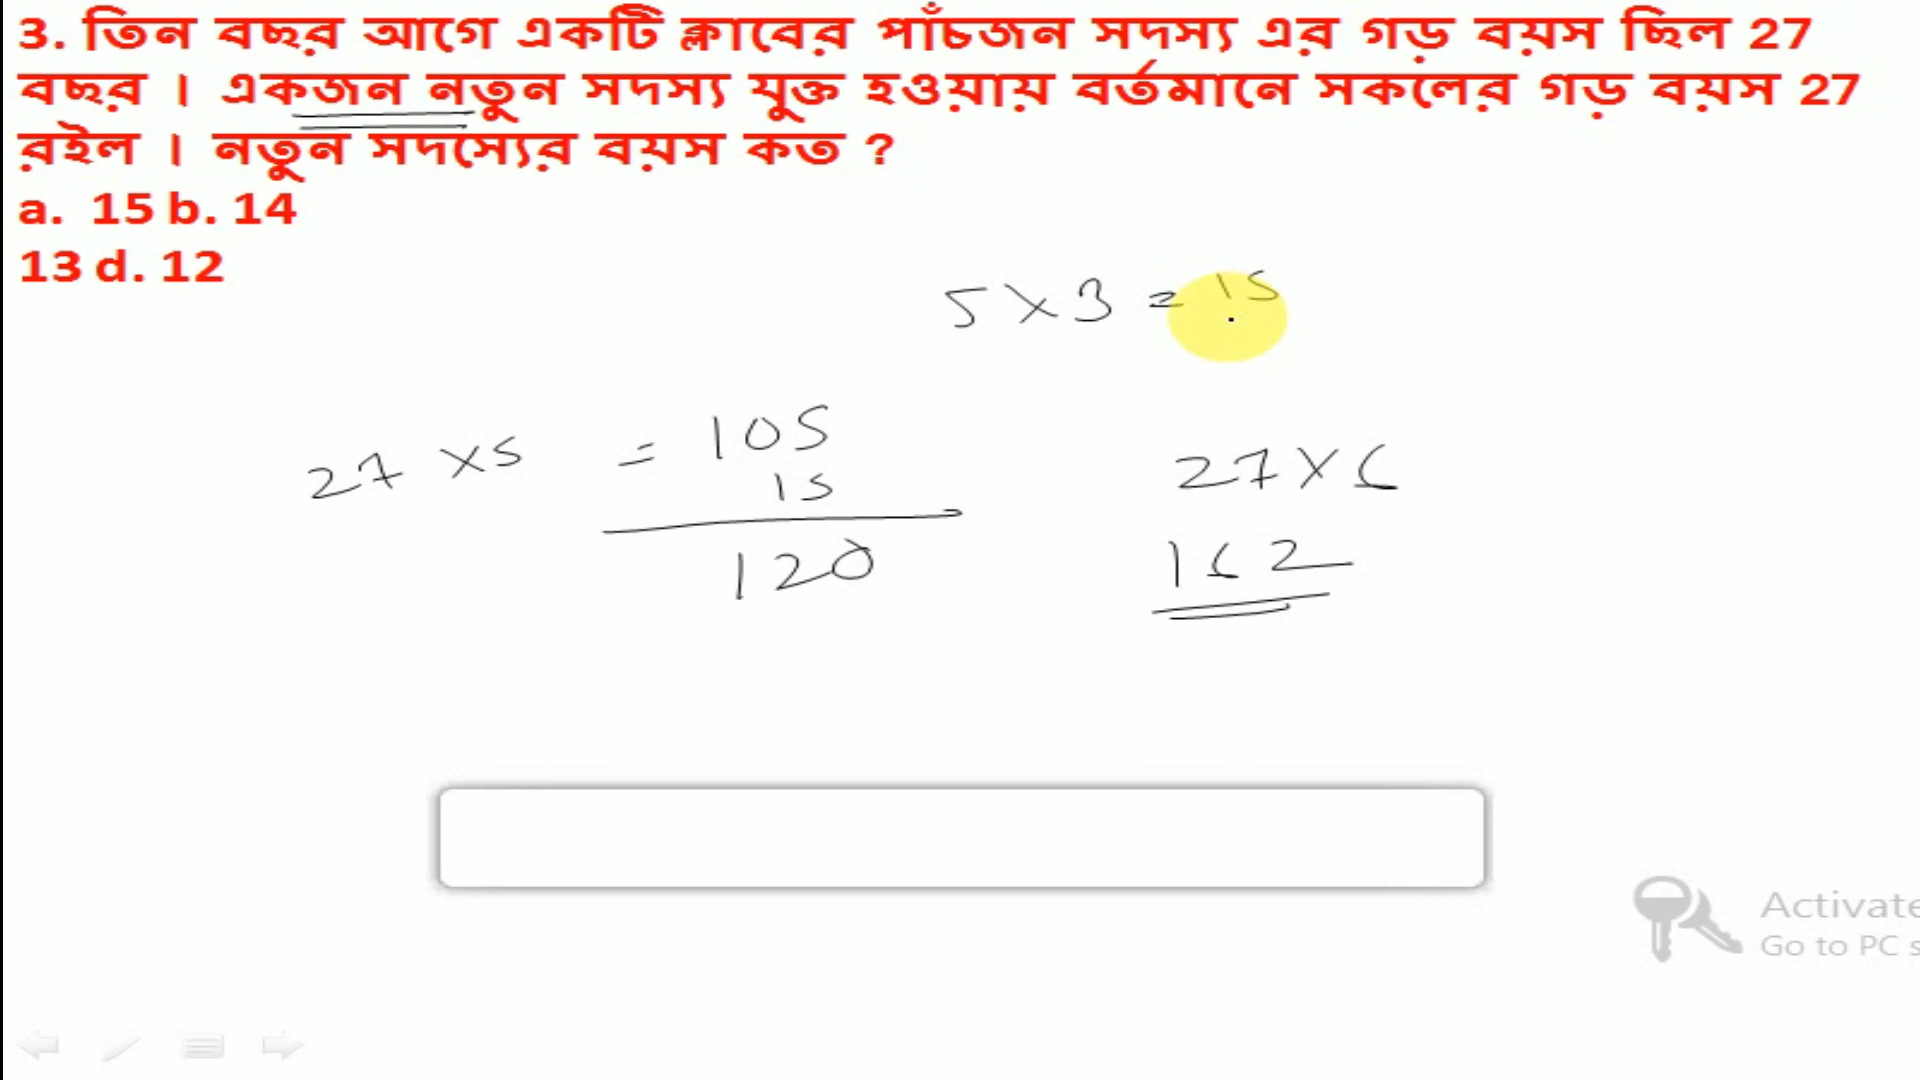 3. তিন বছর আগে একটি ক্লাবের পাঁচজন সদস্য এর গড় বয়স ছিল 27
বছর । একজন নতুন সদস্য যুক্ত হওয়ায় বর্তমানে সকলের গড় বয়স 27
রইল । নতুন সদস্যের বয়স কত ?
a. 15 b. 14
13 d. 12
5 x 3 = 15
27 x 5 = 105
15
120
27 x 6
162
Activate
Go to PC s